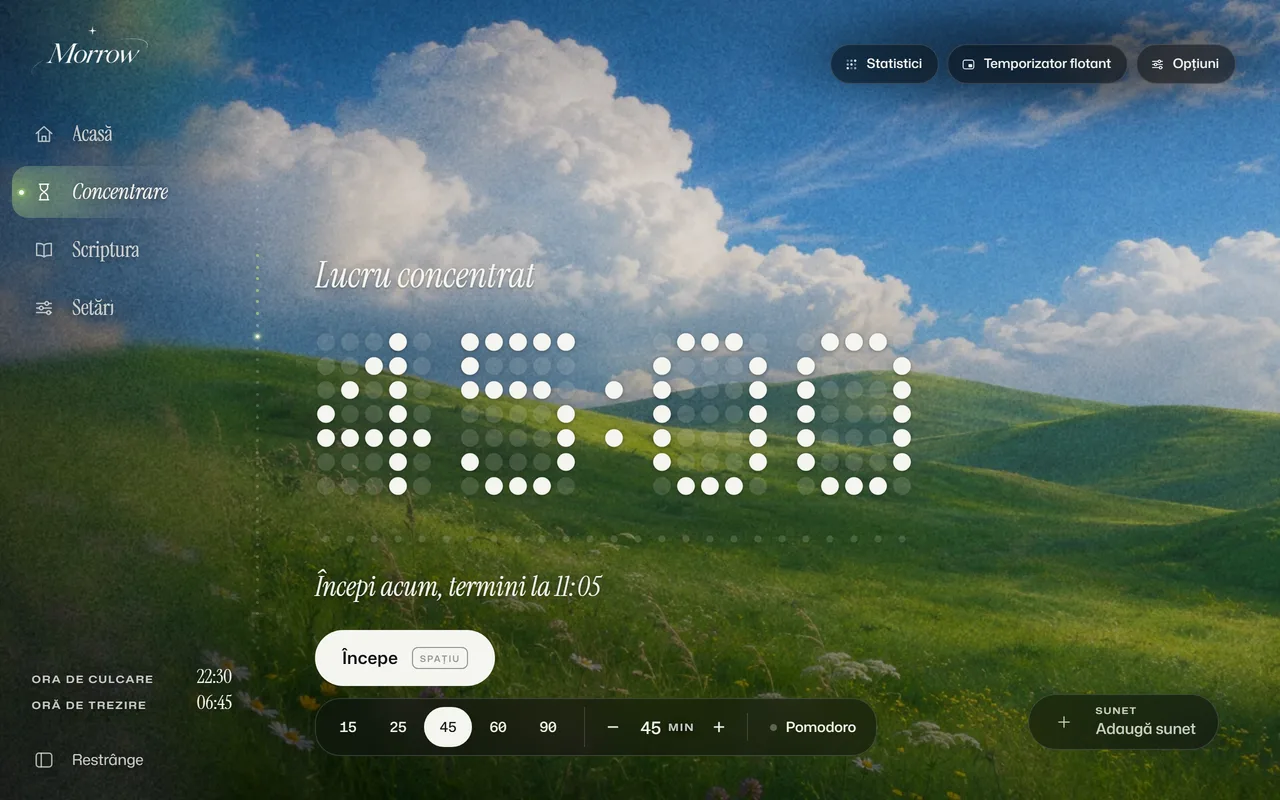 Morrow
Statistici
Temporizator flotant
Opțiuni
Acasă
Concentrare
Scriptura
Setări
Lucru concentrat
45:00
Începi acum, termini la 11:05
Începe SPAȚIU
15 25 45 60 90 − 45 MIN + Pomodoro
SUNET
+ Adaugă sunet
ORA DE CULCARE 22:30
ORĂ DE TREZIRE 06:45
Restrânge